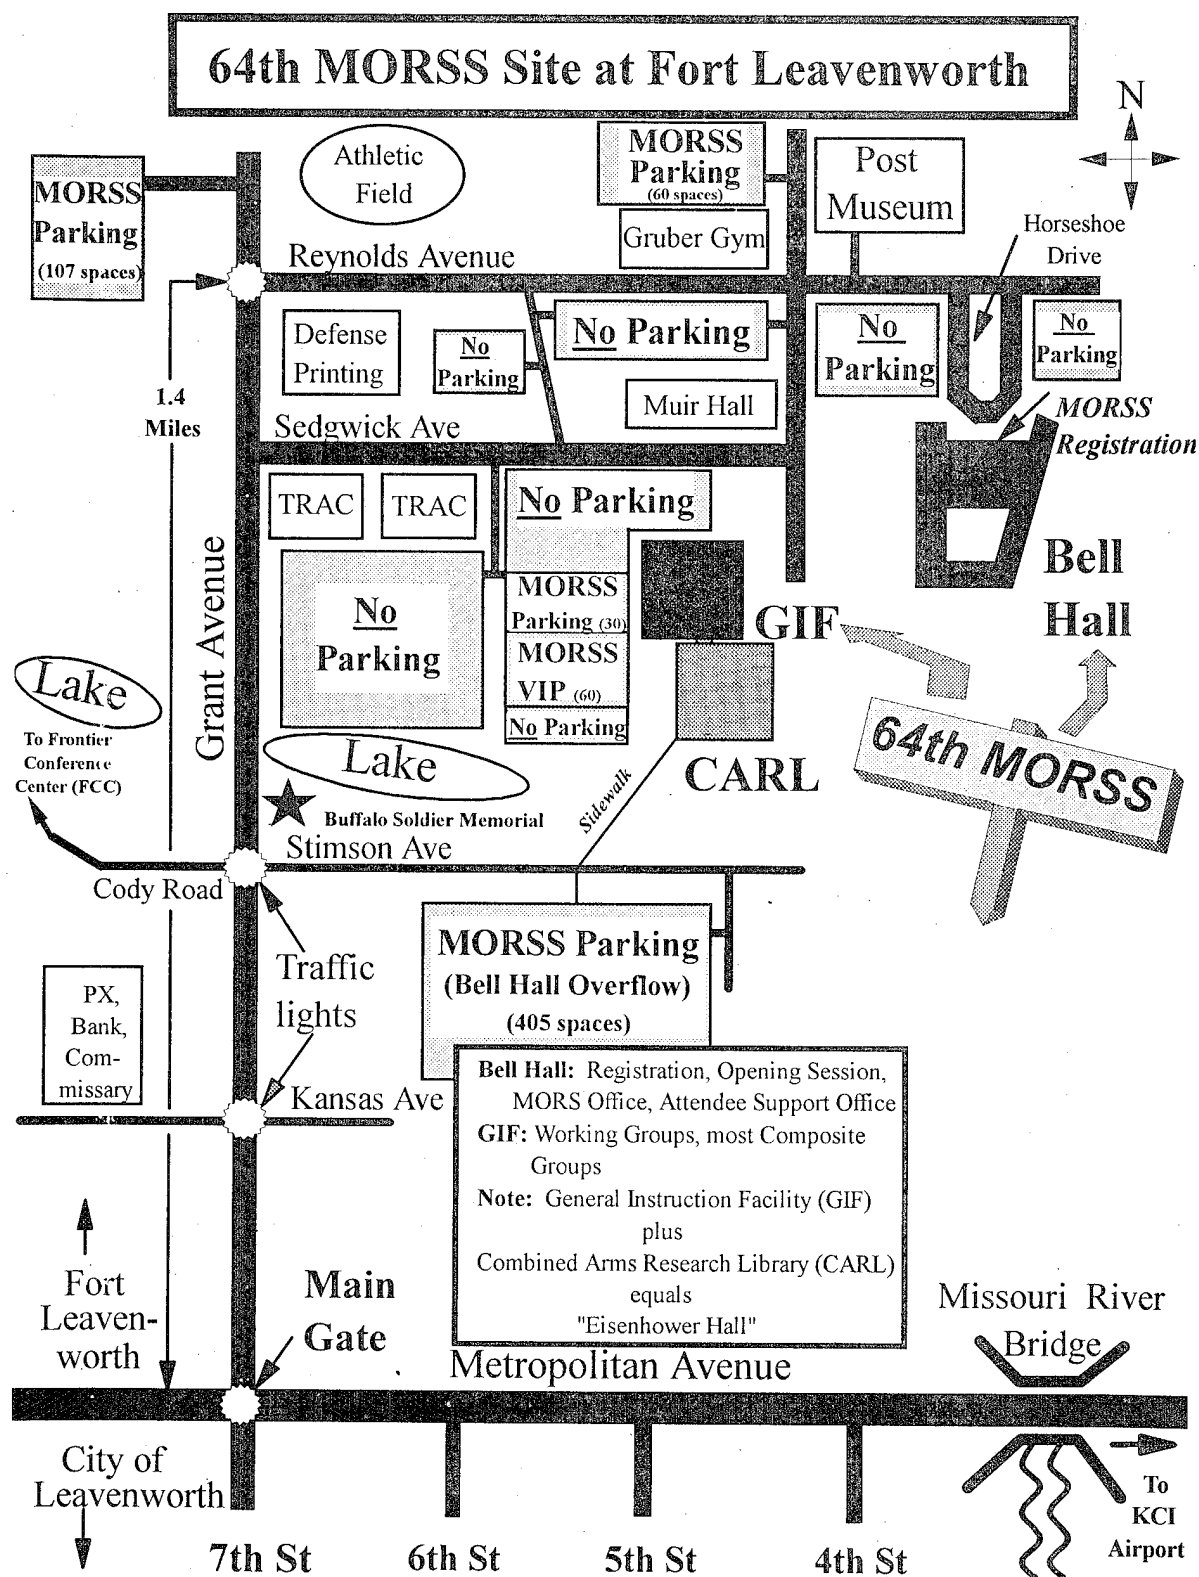 64th MORSS Site at Fort Leavenworth
N
Athletic
Field
MORSS
Parking
(60 spaces)
Post
Museum
MORSS
Parking
(107 spaces)
Gruber Gym
Horseshoe
Drive
Reynolds Avenue
Defense
Printing
No
Parking
No Parking
No
Parking
No
Parking
Muir Hall
1.4
Miles
MORSS
Registration
Sedgwick Ave
TRAC
TRAC
No Parking
Grant Avenue
No
Parking
MORSS
Parking (30)
MORSS
VIP (60)
No Parking
GIF
Bell
Hall
Lake
To Frontier
Conference
Center (FCC)
Lake
CARL
64th MORSS
Sidewalk
Buffalo Soldier Memorial
Stimson Ave
Cody Road
Traffic
lights
MORSS Parking
(Bell Hall Overflow)
(405 spaces)
PX,
Bank,
Com-
missary
Kansas Ave
Bell Hall: Registration, Opening Session,
MORS Office, Attendee Support Office
GIF: Working Groups, most Composite
Groups
Note: General Instruction Facility (GIF)
plus
Combined Arms Research Library (CARL)
equals
"Eisenhower Hall"
Fort
Leaven-
worth
Main
Gate
Missouri River
Bridge
Metropolitan Avenue
City of
Leavenworth
To
KCI
Airport
7th St
6th St
5th St
4th St